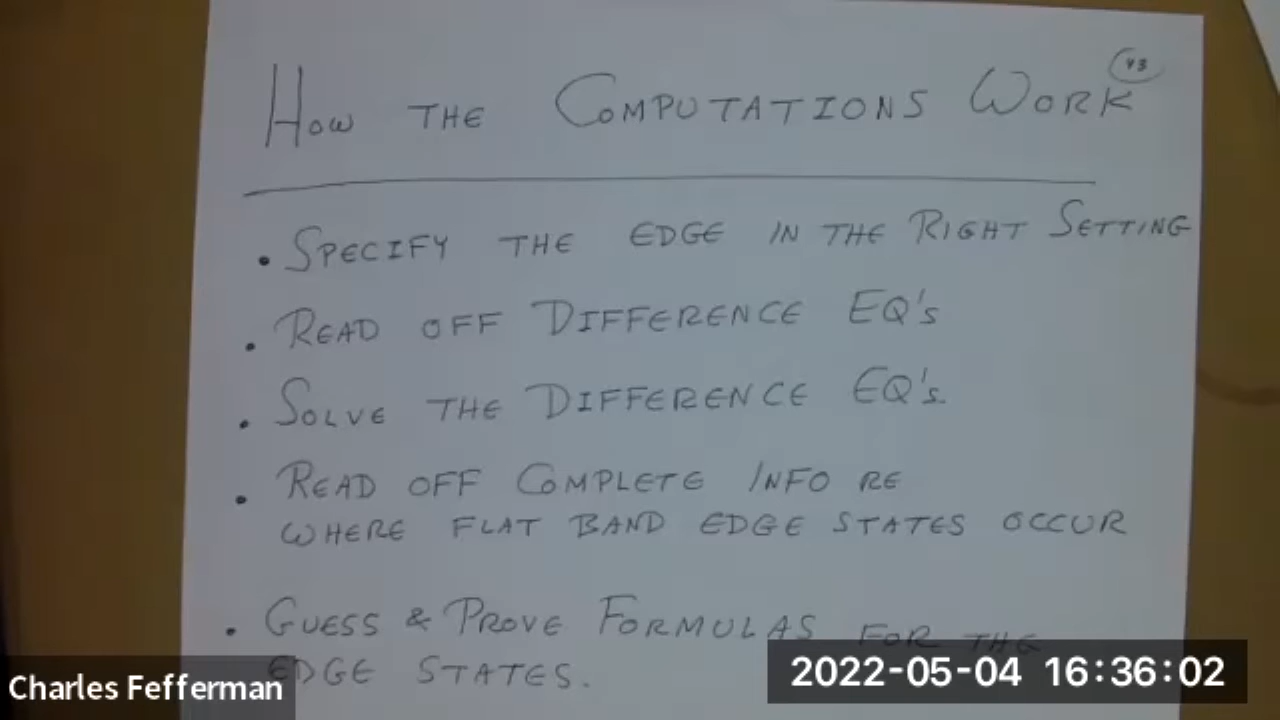 43
HOW THE COMPUTATIONS WORK
• SPECIFY THE EDGE IN THE RIGHT SETTING
• READ OFF DIFFERENCE EQ'S
• SOLVE THE DIFFERENCE EQ'S.
• READ OFF COMPLETE INFO RE
WHERE FLAT BAND EDGE STATES OCCUR
• GUESS & PROVE FORMULAS FOR THE
EDGE STATES.
Charles Fefferman
2022-05-04 16:36:02